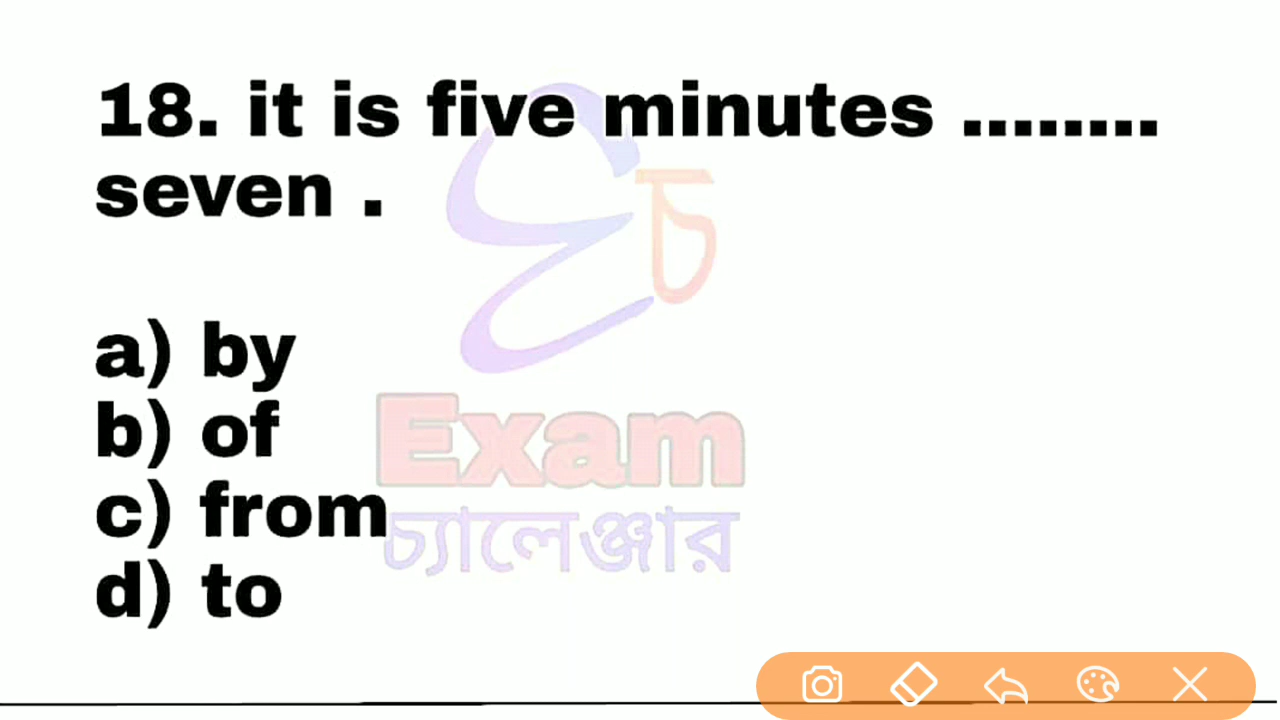 18. it is five minutes ........
seven .
চ
a) by
b) of
Exam
c) from
চ্যালেঞ্জার
d) to